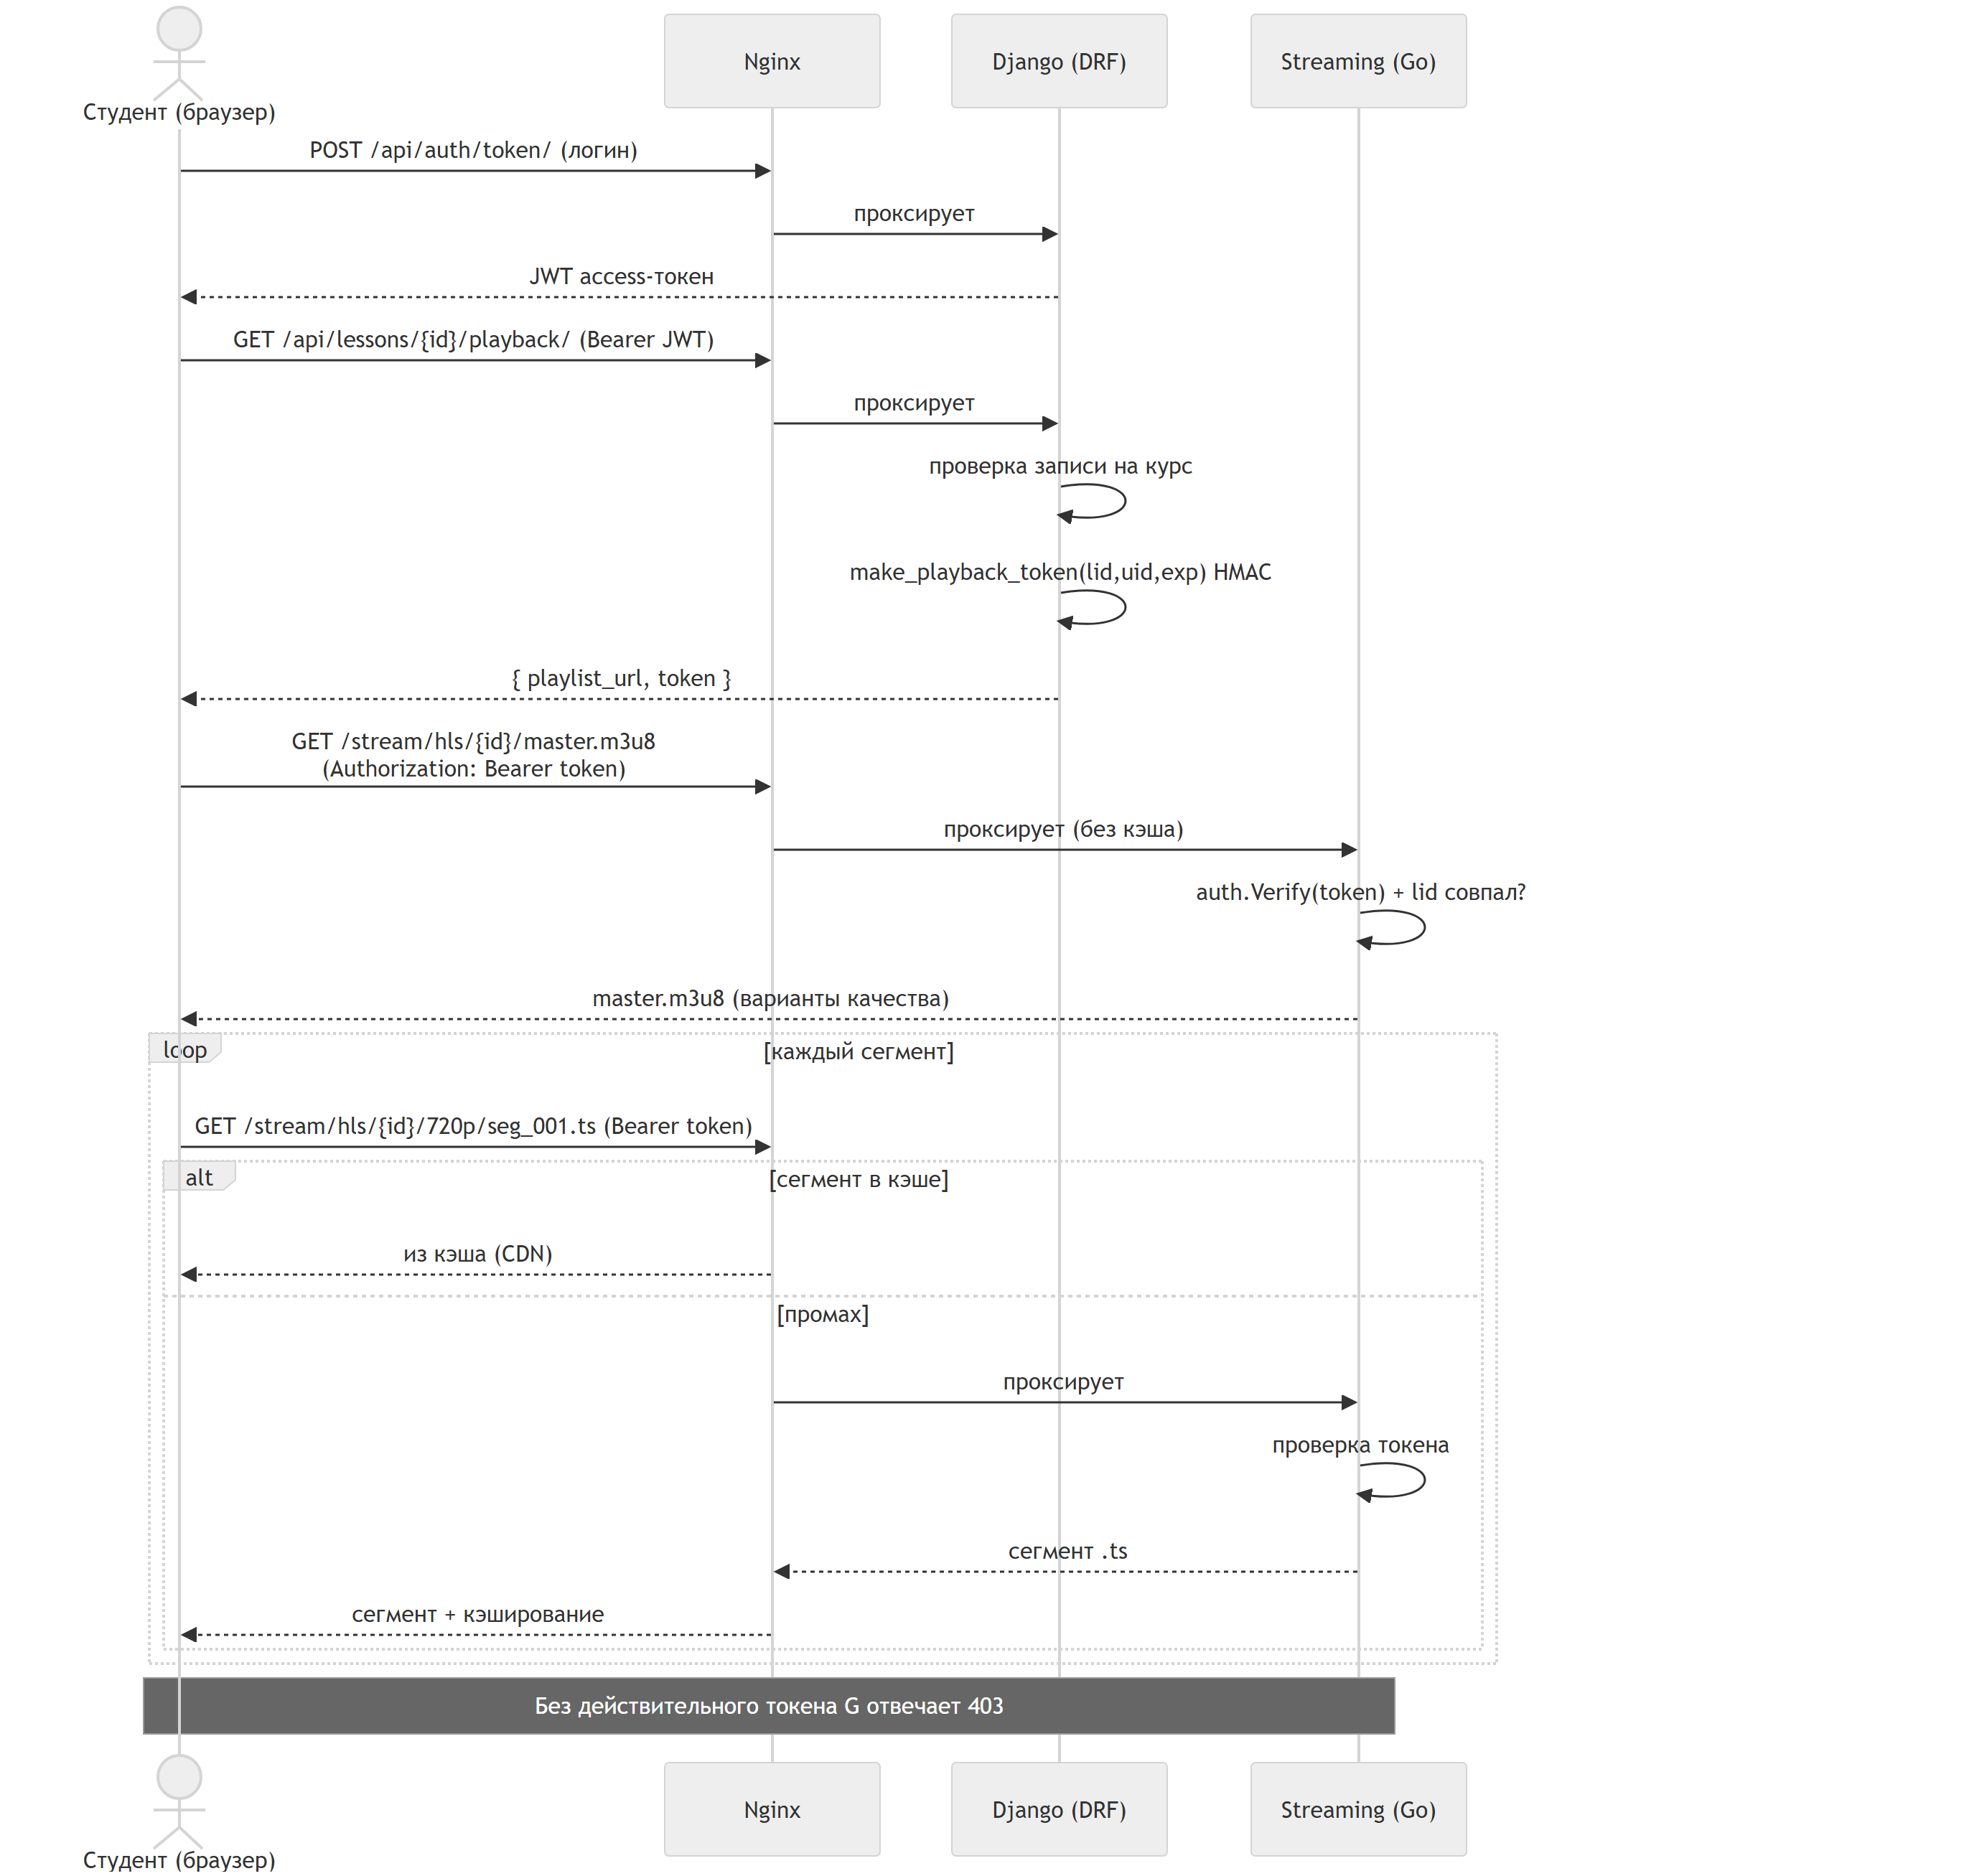 Nginx
Django (DRF)
Streaming (Go)
Студент (браузер)
POST /api/auth/token/ (логин)
проксирует
JWT access-токен
GET /api/lessons/{id}/playback/ (Bearer JWT)
проксирует
проверка записи на курс
make_playback_token(lid,uid,exp) HMAC
{ playlist_url, token }
GET /stream/hls/{id}/master.m3u8
(Authorization: Bearer token)
проксирует (без кэша)
auth.Verify(token) + lid совпал?
master.m3u8 (варианты качества)
loop
[каждый сегмент]
GET /stream/hls/{id}/720p/seg_001.ts (Bearer token)
alt
[сегмент в кэше]
из кэша (CDN)
[промах]
проксирует
проверка токена
сегмент .ts
сегмент + кэширование
Без действительного токена G отвечает 403
Nginx
Django (DRF)
Streaming (Go)
Студент (браузер)